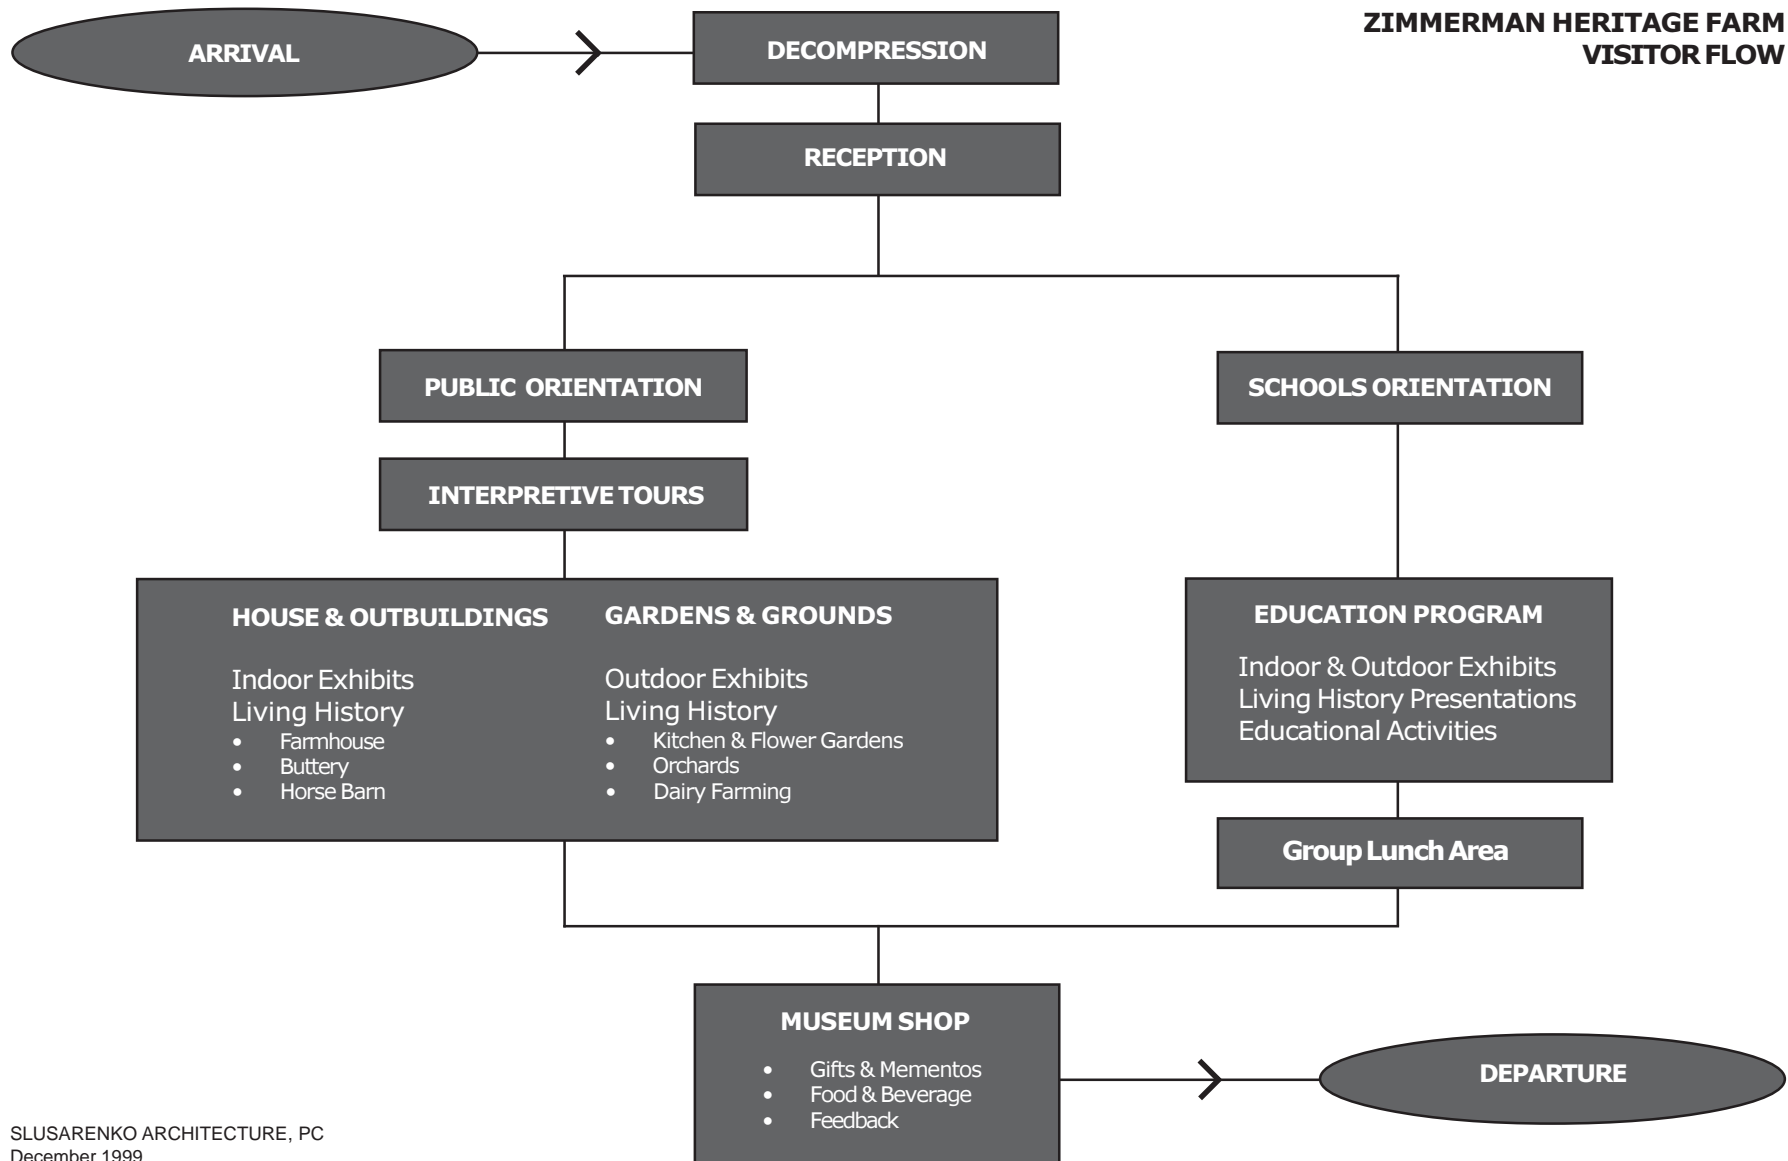 ZIMMERMAN HERITAGE FARM
VISITOR FLOW
ARRIVAL
DECOMPRESSION
RECEPTION
PUBLIC ORIENTATION
SCHOOLS ORIENTATION
INTERPRETIVE TOURS
HOUSE & OUTBUILDINGS
Indoor Exhibits
Living History
• Farmhouse
• Buttery
• Horse Barn
GARDENS & GROUNDS
Outdoor Exhibits
Living History
• Kitchen & Flower Gardens
• Orchards
• Dairy Farming
EDUCATION PROGRAM
Indoor & Outdoor Exhibits
Living History Presentations
Educational Activities
Group Lunch Area
MUSEUM SHOP
• Gifts & Mementos
• Food & Beverage
• Feedback
DEPARTURE
SLUSARENKO ARCHITECTURE, PC
December 1999